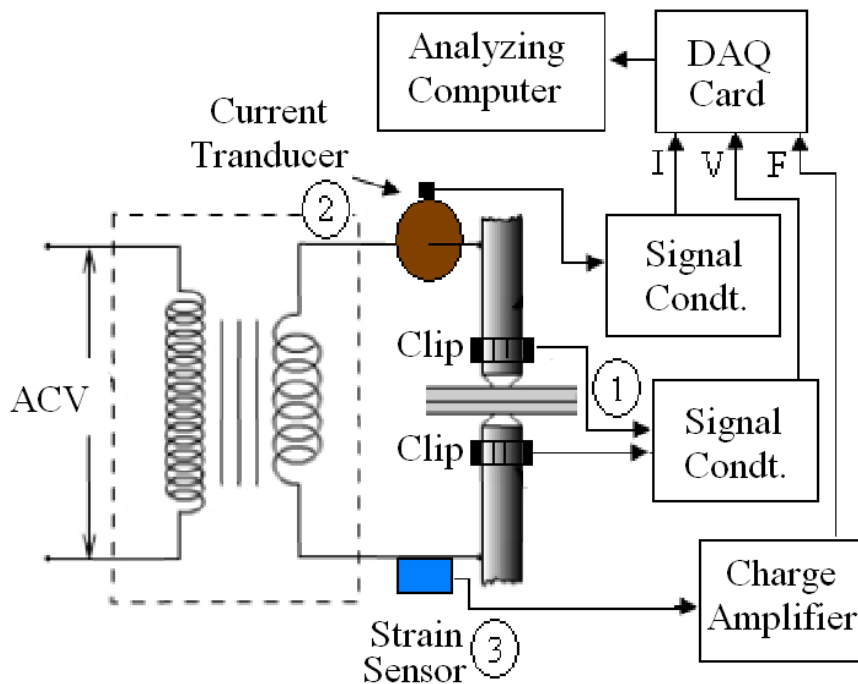 Analyzing
Computer
DAQ
Card
Current
Tranducer
I V F
2
Signal
Condt.
Clip
1
ACV
Signal
Condt.
Clip
Charge
Amplifier
Strain
Sensor
3